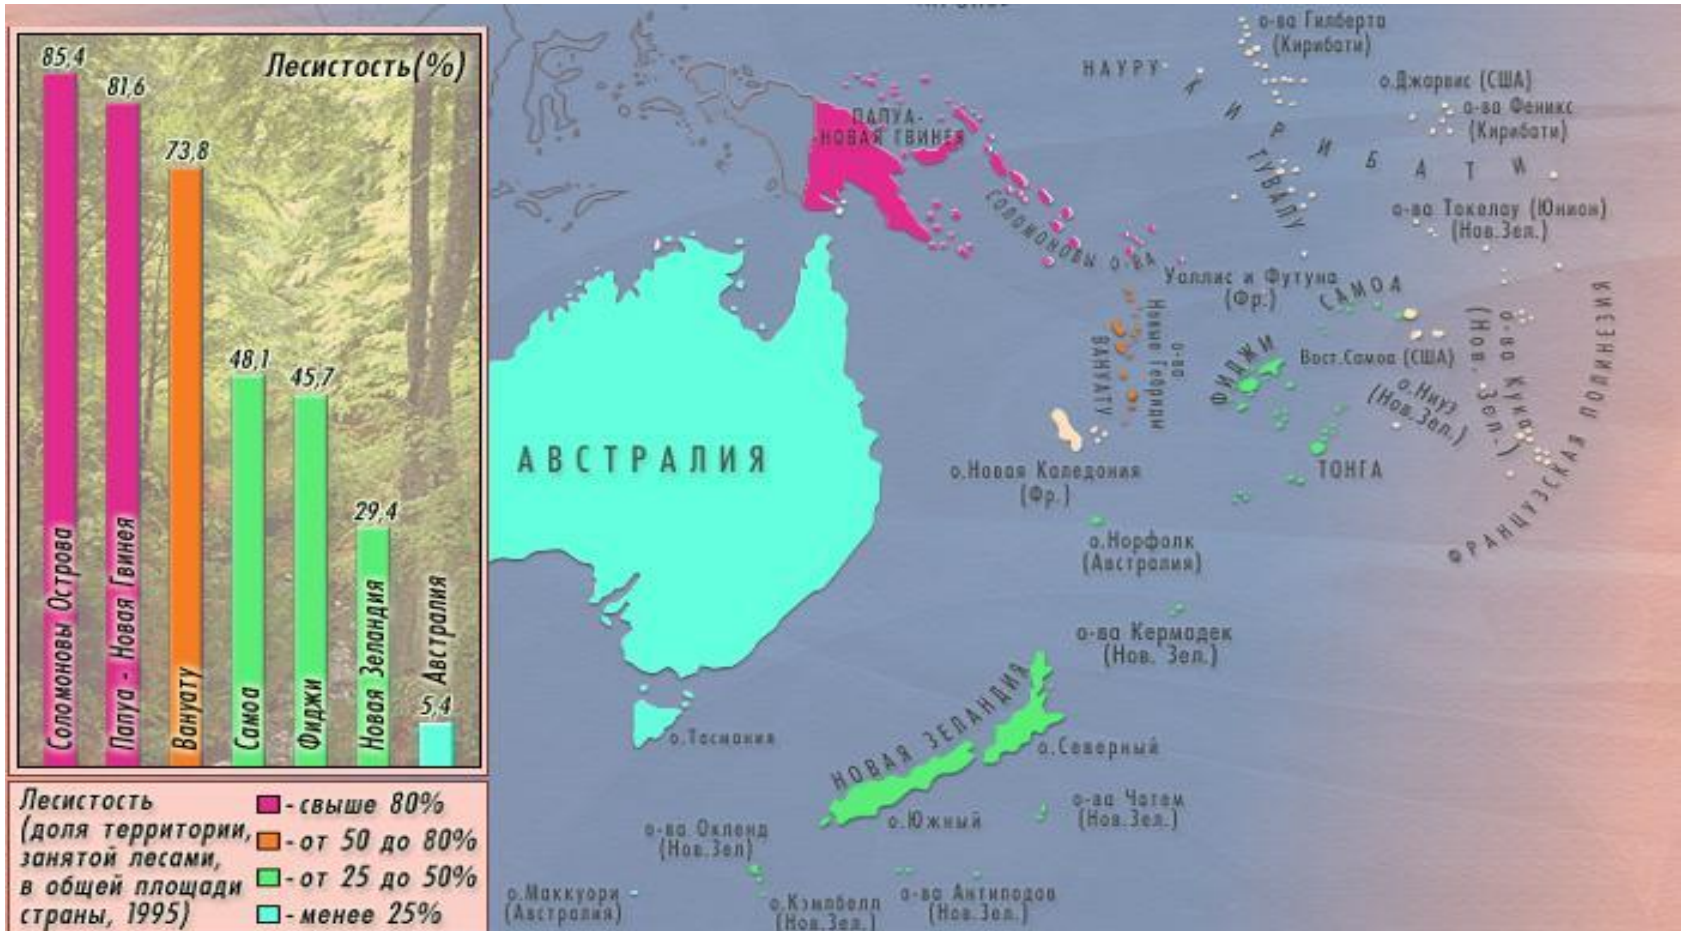 Лесистость(%)
85,4
81,6
73,8
48,1
45,7
29,4
5,4
Соломоновы Острова
Папуа - Новая Гвинея
Вануату
Самоа
Фиджи
Новая Зеландия
Австралия
Лесистость
(доля территории,
занятой лесами,
в общей площади
страны, 1995)
- свыше 80%
- от 50 до 80%
- от 25 до 50%
- менее 25%
о-ва Гилберта
(Кирибати)
НАУРУ
КИРИБАТИ
о.Джарвис (США)
о-ва Феникс
(Кирибати)
ПАПУА-
-НОВАЯ ГВИНЕЯ
ТУВАЛУ
СОЛОМОНОВЫ О-ВА
о-ва Токелау (Юнион)
(Нов.Зел.)
Уоллис и Футуна
(Фр.)
САМОА
о-ва
Новые Гебриды
ВАНУАТУ
ФИДЖИ
Вост.Самоа (США)
о.Ниуэ
(Нов.Зел.)
о-ва Кука
(Нов. Зел.)
ФРАНЦУЗСКАЯ ПОЛИНЕЗИЯ
АВСТРАЛИЯ
о.Новая Каледония
(Фр.)
ТОНГА
о.Норфолк
(Австралия)
о-ва Кермадек
(Нов. Зел.)
НОВАЯ ЗЕЛАНДИЯ
о.Тасмания
о.Северный
о.Южный
о-ва Чатем
(Нов.Зел.)
о-ва Окленд
(Нов.Зел)
о.Маккуори
(Австралия)
о.Кэмпбелл
(Нов.Зел.)
о-ва Антиподов
(Нов.Зел.)